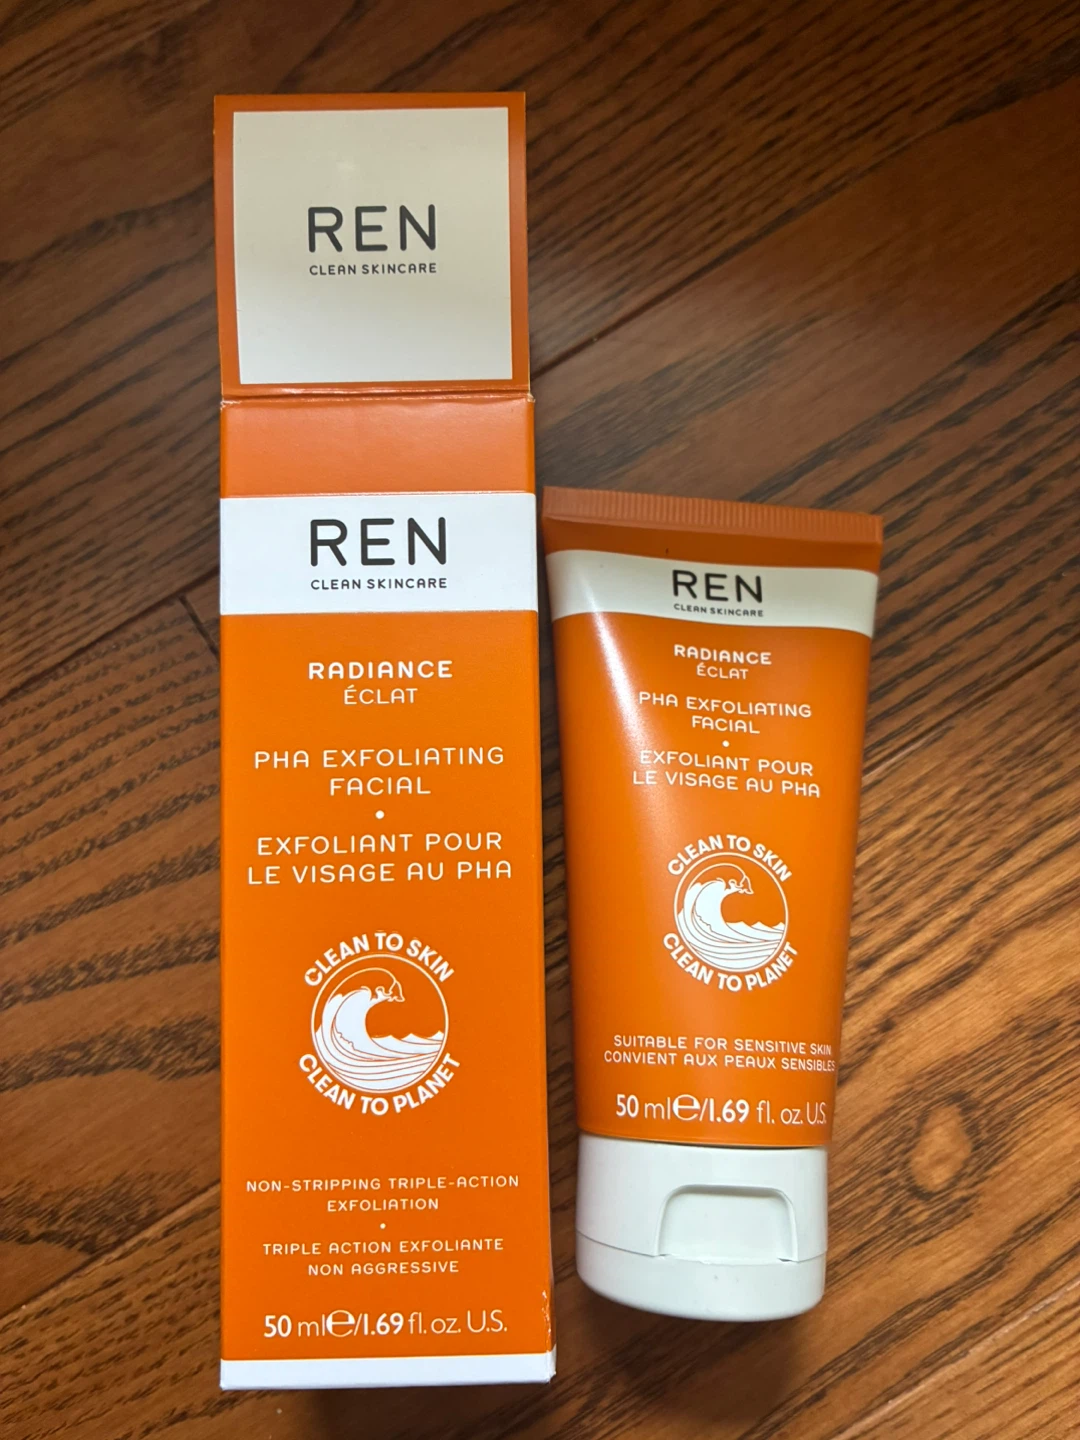 REN
CLEAN SKINCARE
REN
CLEAN SKINCARE
RADIANCE
ÉCLAT
PHA EXFOLIATING
FACIAL
•
EXFOLIANT POUR
LE VISAGE AU PHA
CLEAN TO SKIN
CLEAN TO PLANET
NON-STRIPPING TRIPLE-ACTION
EXFOLIATION
•
TRIPLE ACTION EXFOLIANTE
NON AGGRESSIVE
50 ml℮/1.69 fl. oz. U.S.
REN
CLEAN SKINCARE
RADIANCE
ÉCLAT
PHA EXFOLIATING
FACIAL
•
EXFOLIANT POUR
LE VISAGE AU PHA
CLEAN TO SKIN
CLEAN TO PLANET
SUITABLE FOR SENSITIVE SKIN
CONVIENT AUX PEAUX SENSIBLES
50 ml℮/1.69 fl. oz. U.S.